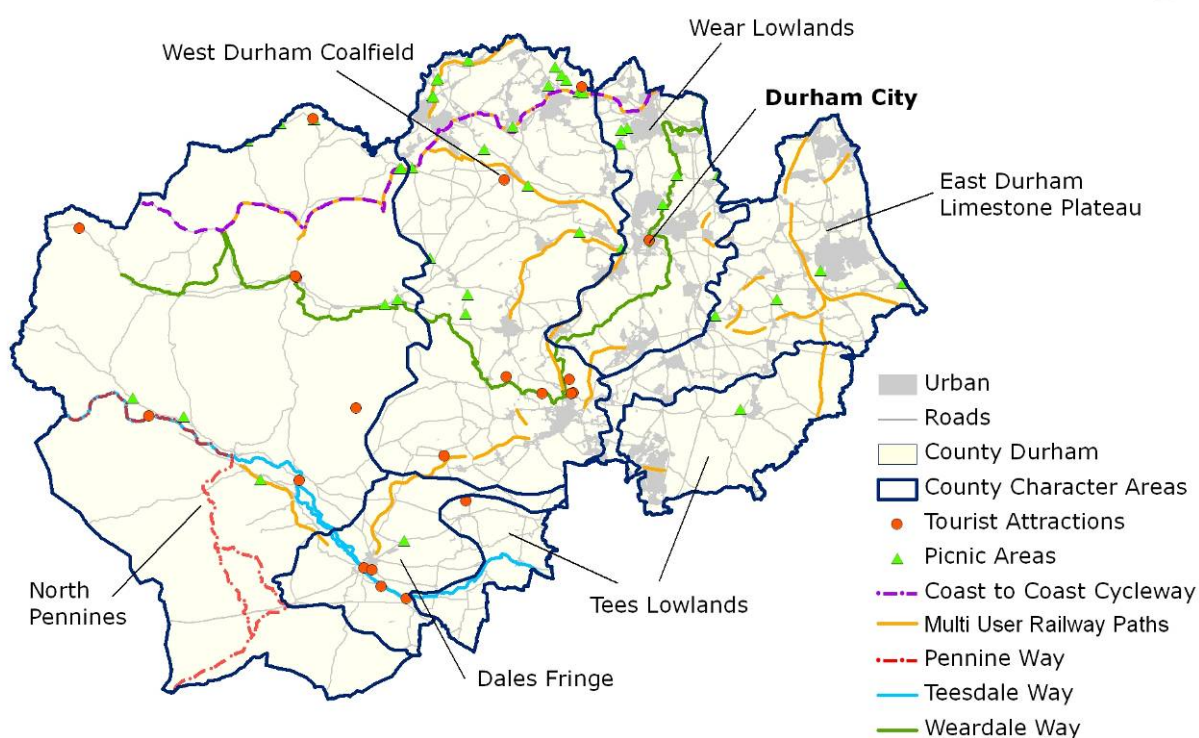 Wear Lowlands
West Durham Coalfield
Durham City
East Durham
Limestone Plateau
North
Pennines
Tees Lowlands
Dales Fringe
Urban
Roads
County Durham
County Character Areas
Tourist Attractions
Picnic Areas
Coast to Coast Cycleway
Multi User Railway Paths
Pennine Way
Teesdale Way
Weardale Way